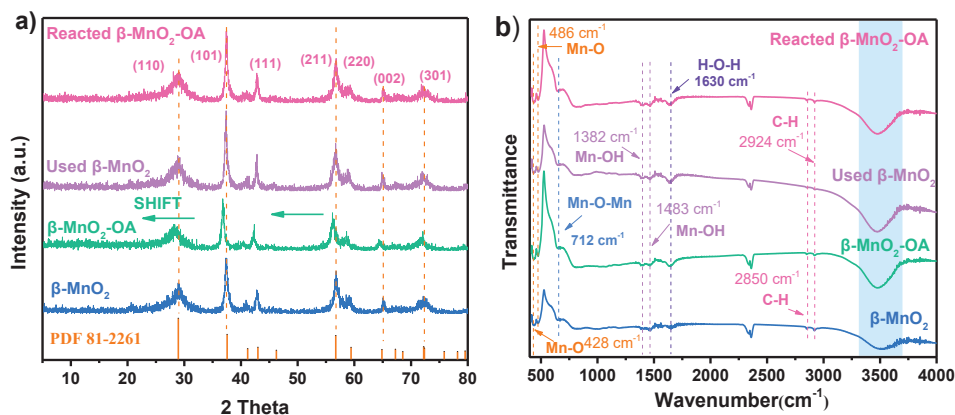 a)
Reacted β-MnO₂-OA
(110)
(101)
(111)
(211)
(220)
(002)
(301)
Used β-MnO₂
SHIFT
β-MnO₂-OA
β-MnO₂
PDF 81-2261
Intensity (a.u.)
10 20 30 40 50 60 70 80
2 Theta
b)
486 cm⁻¹
Mn-O
Reacted β-MnO₂-OA
H-O-H
1630 cm⁻¹
1382 cm⁻¹
Mn-OH
C-H
2924 cm⁻¹
Used β-MnO₂
Mn-O-Mn
712 cm⁻¹
1483 cm⁻¹
Mn-OH
β-MnO₂-OA
2850 cm⁻¹
C-H
β-MnO₂
Mn-O 428 cm⁻¹
Transmittance
500 1000 1500 2000 2500 3000 3500 4000
Wavenumber(cm⁻¹)